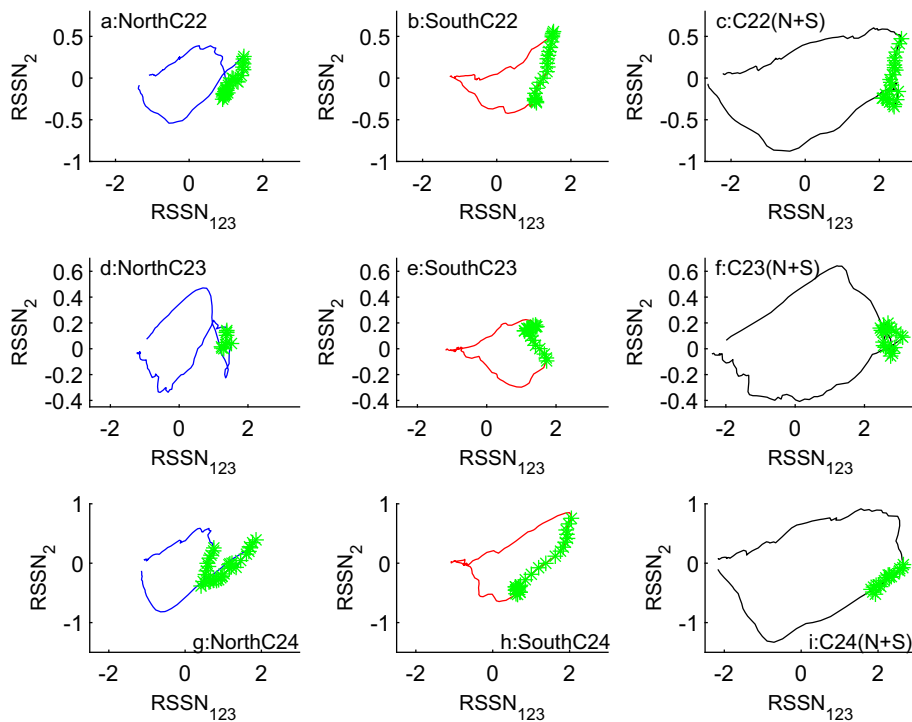 a:NorthC22
b:SouthC22
c:C22(N+S)
0.5
0
-0.5
-1
RSSN2
-2 0 2
RSSN123
0.5
0
-0.5
-1
RSSN2
-2 0 2
RSSN123
0.5
0
-0.5
-1
RSSN2
-2 0 2
RSSN123
d:NorthC23
e:SouthC23
f:C23(N+S)
0.6
0.4
0.2
0
-0.2
-0.4
RSSN2
-2 0 2
RSSN123
0.6
0.4
0.2
0
-0.2
-0.4
RSSN2
-2 0 2
RSSN123
0.6
0.4
0.2
0
-0.2
-0.4
RSSN2
-2 0 2
RSSN123
1
0
-1
RSSN2
g:NorthC24
-2 0 2
RSSN123
1
0
-1
RSSN2
h:SouthC24
-2 0 2
RSSN123
1
0
-1
RSSN2
i:C24(N+S)
-2 0 2
RSSN123